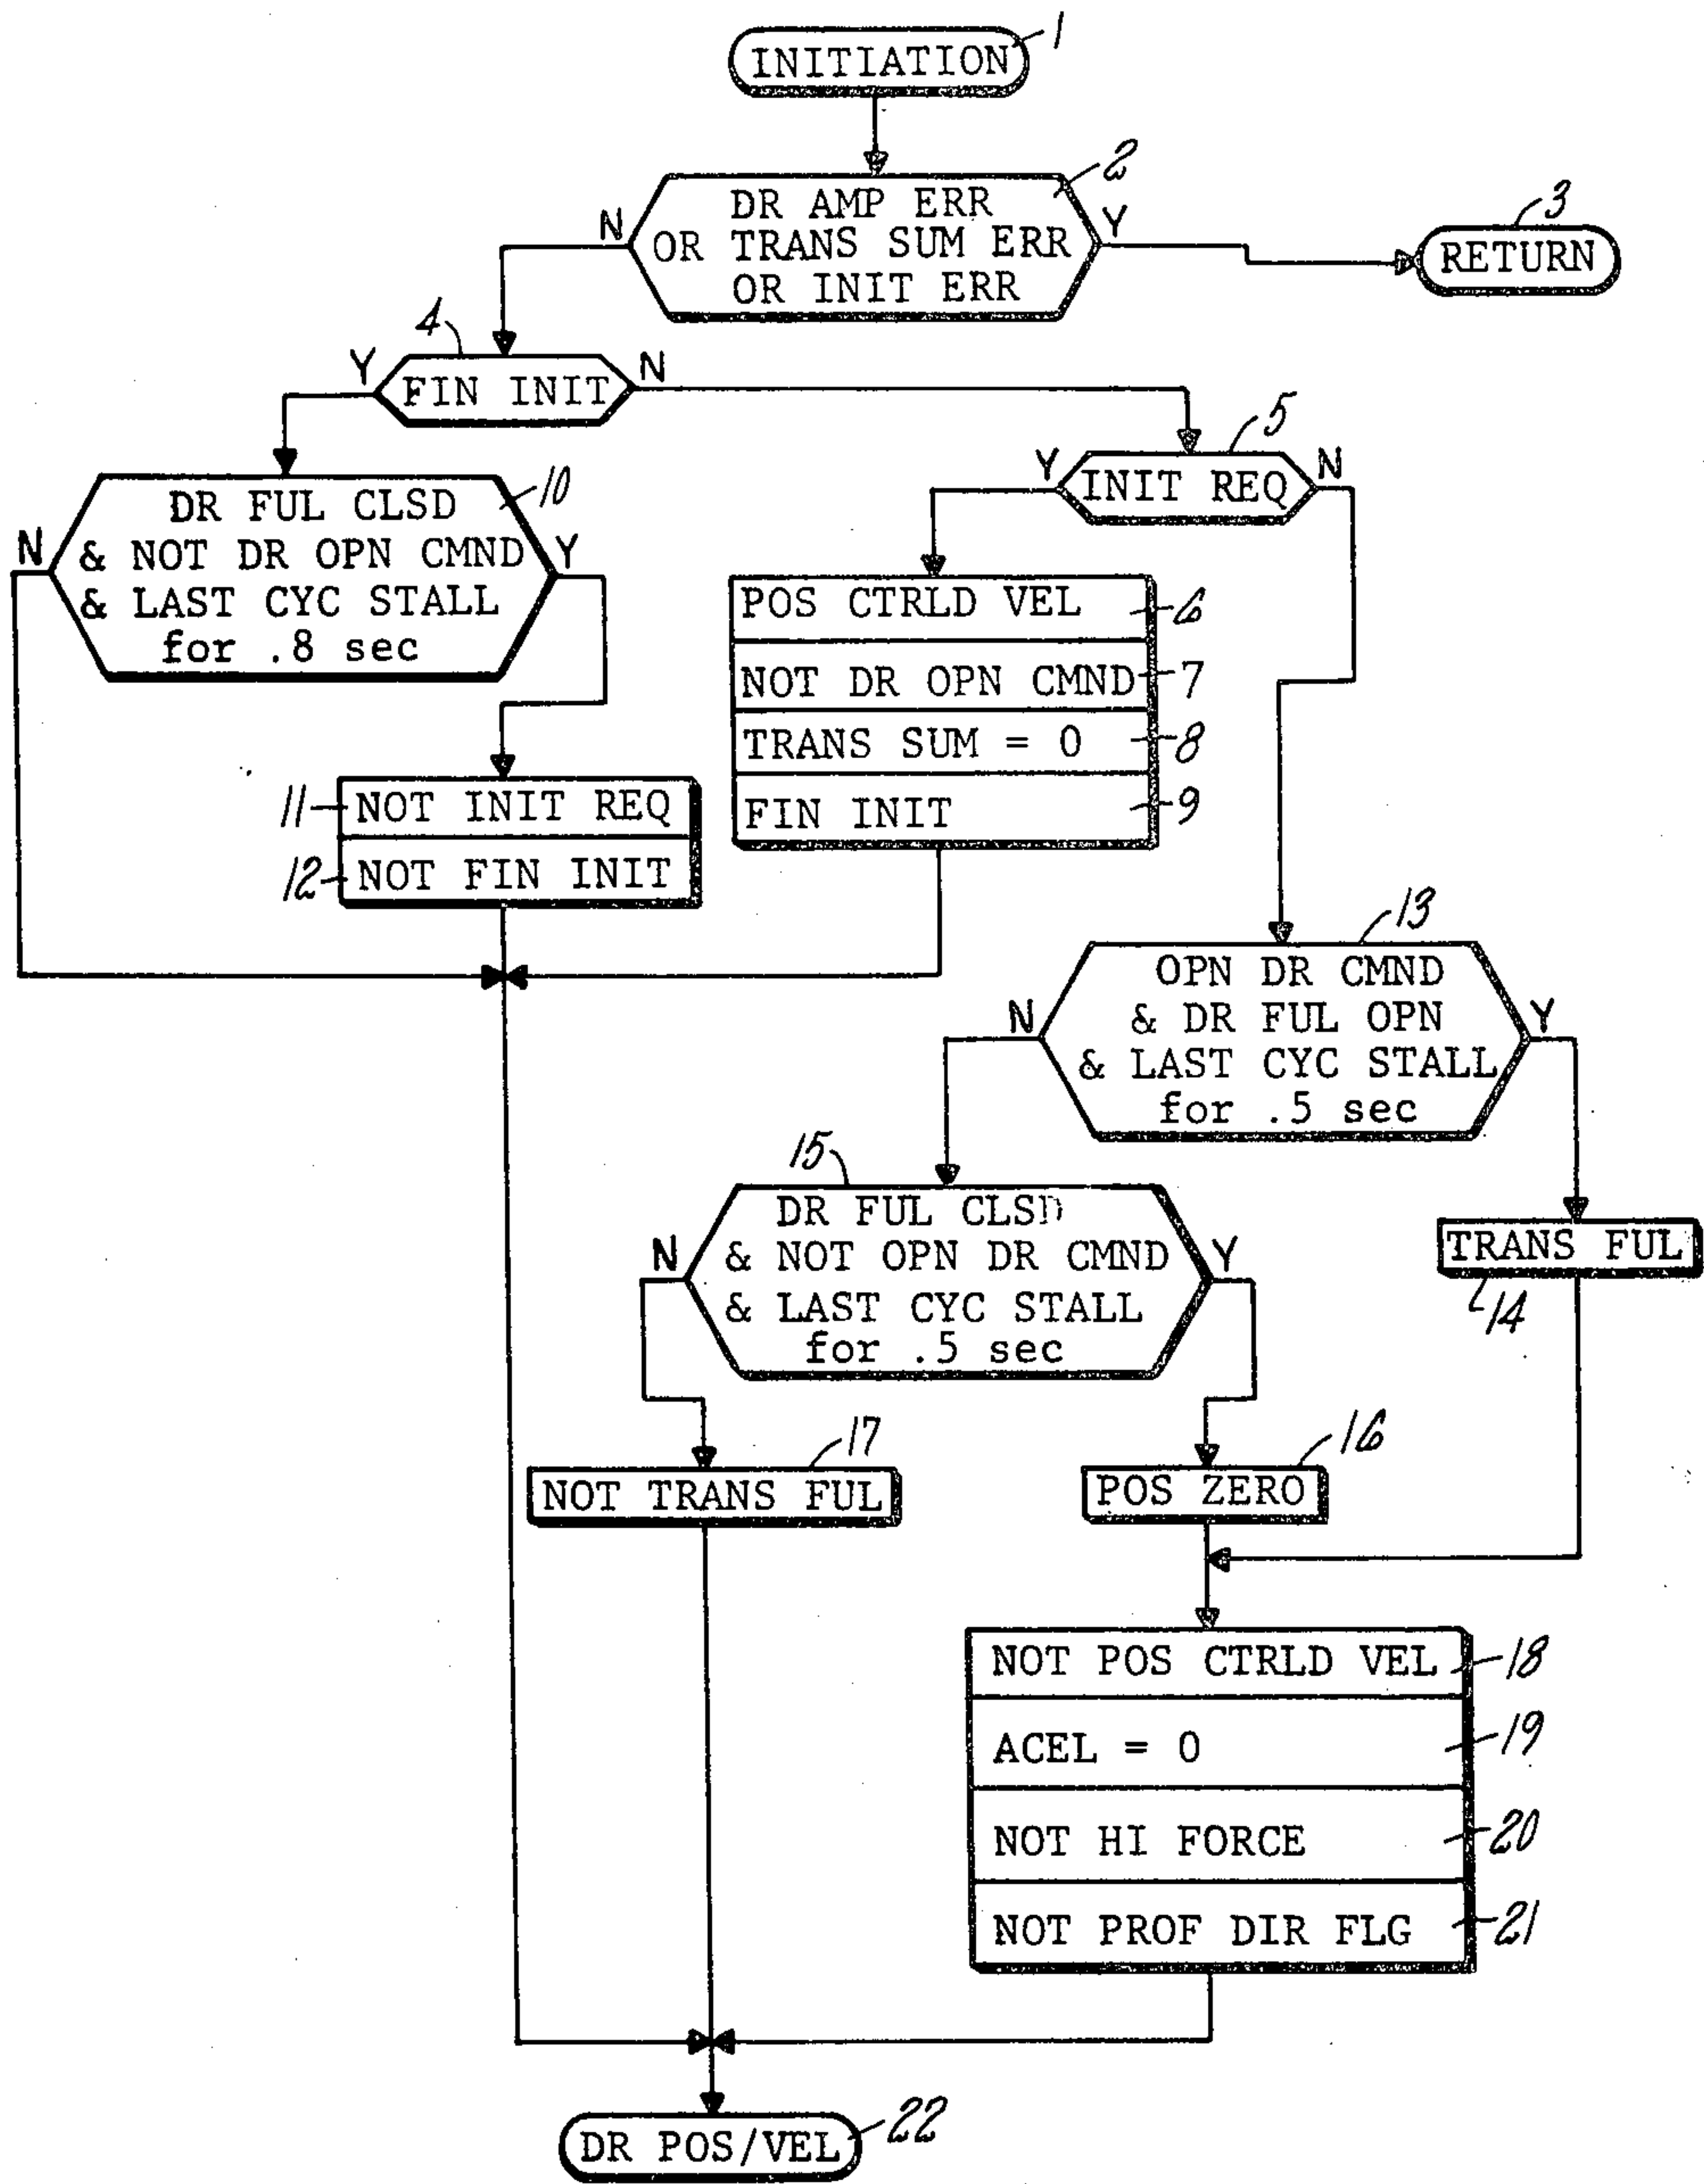 INITIATION
1
DR AMP ERR
OR TRANS SUM ERR
OR INIT ERR
2
N
Y
RETURN
3
FIN INIT
4
Y
N
INIT REQ
5
Y
N
DR FUL CLSD
& NOT DR OPN CMND
& LAST CYC STALL
for .8 sec
10
N
Y
POS CTRLD VEL
6
NOT DR OPN CMND
7
TRANS SUM = 0
8
FIN INIT
9
11
NOT INIT REQ
12
NOT FIN INIT
OPN DR CMND
& DR FUL OPN
& LAST CYC STALL
for .5 sec
13
N
Y
TRANS FUL
14
DR FUL CLSD
& NOT OPN DR CMND
& LAST CYC STALL
for .5 sec
15
N
Y
NOT TRANS FUL
17
POS ZERO
16
NOT POS CTRLD VEL
18
ACEL = 0
19
NOT HI FORCE
20
NOT PROF DIR FLG
21
DR POS/VEL
22